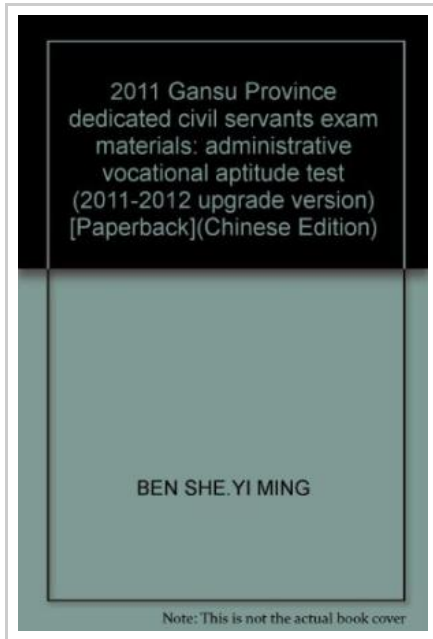 2011 Gansu Province
dedicated civil servants exam
materials: administrative
vocational aptitude test
(2011-2012 upgrade version)
[Paperback](Chinese Edition)
BEN SHE.YI MING
Note: This is not the actual book cover